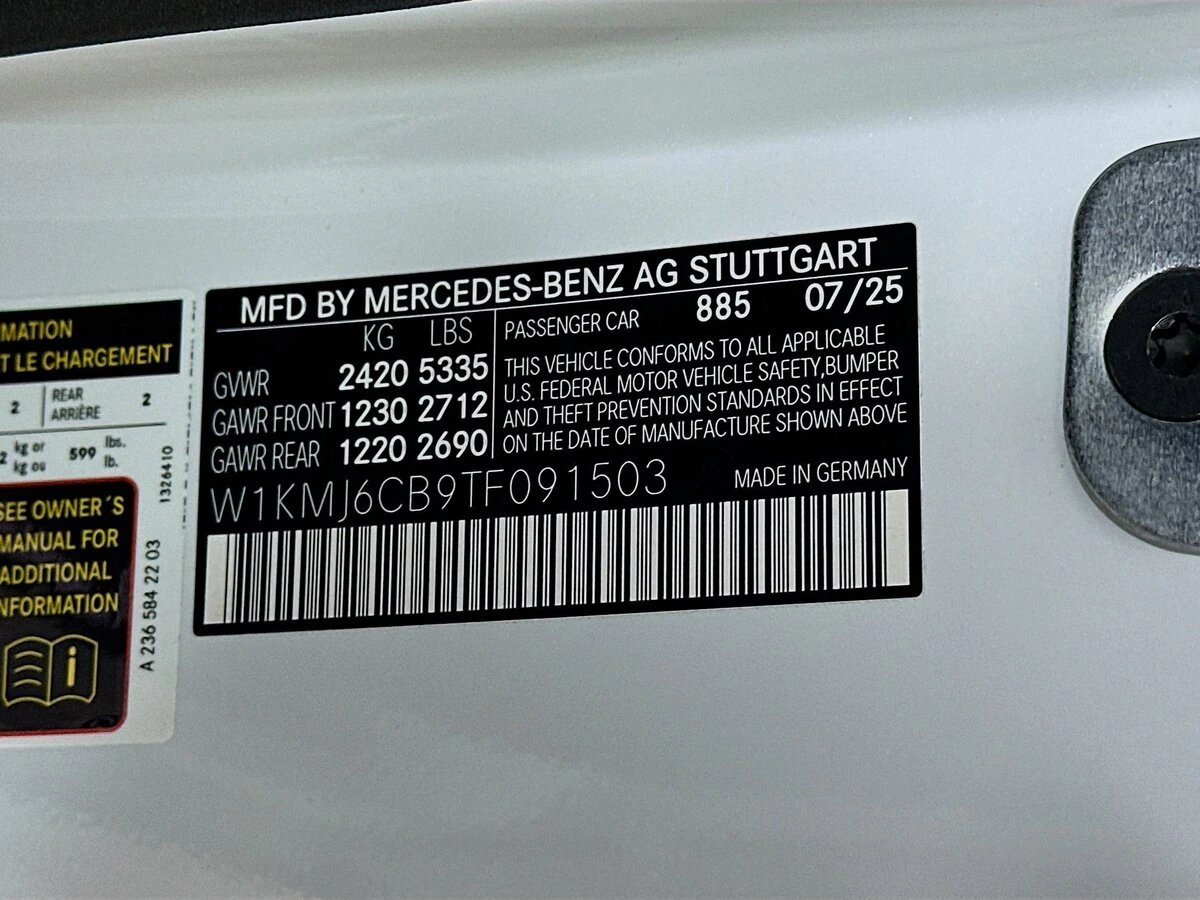 MATION
T LE CHARGEMENT
2 REAR ARRIÈRE 2
kg or 599 lbs.
kg ou lb.
SEE OWNER´S
MANUAL FOR
ADDITIONAL
NFORMATION
i
1326410
A 236 584 22 03
MFD BY MERCEDES-BENZ AG STUTTGART
KG LBS
GVWR 2420 5335
GAWR FRONT 1230 2712
GAWR REAR 1220 2690
PASSENGER CAR 885 07/25
THIS VEHICLE CONFORMS TO ALL APPLICABLE
U.S. FEDERAL MOTOR VEHICLE SAFETY,BUMPER
AND THEFT PREVENTION STANDARDS IN EFFECT
ON THE DATE OF MANUFACTURE SHOWN ABOVE
W1KMJ6CB9TF091503
MADE IN GERMANY